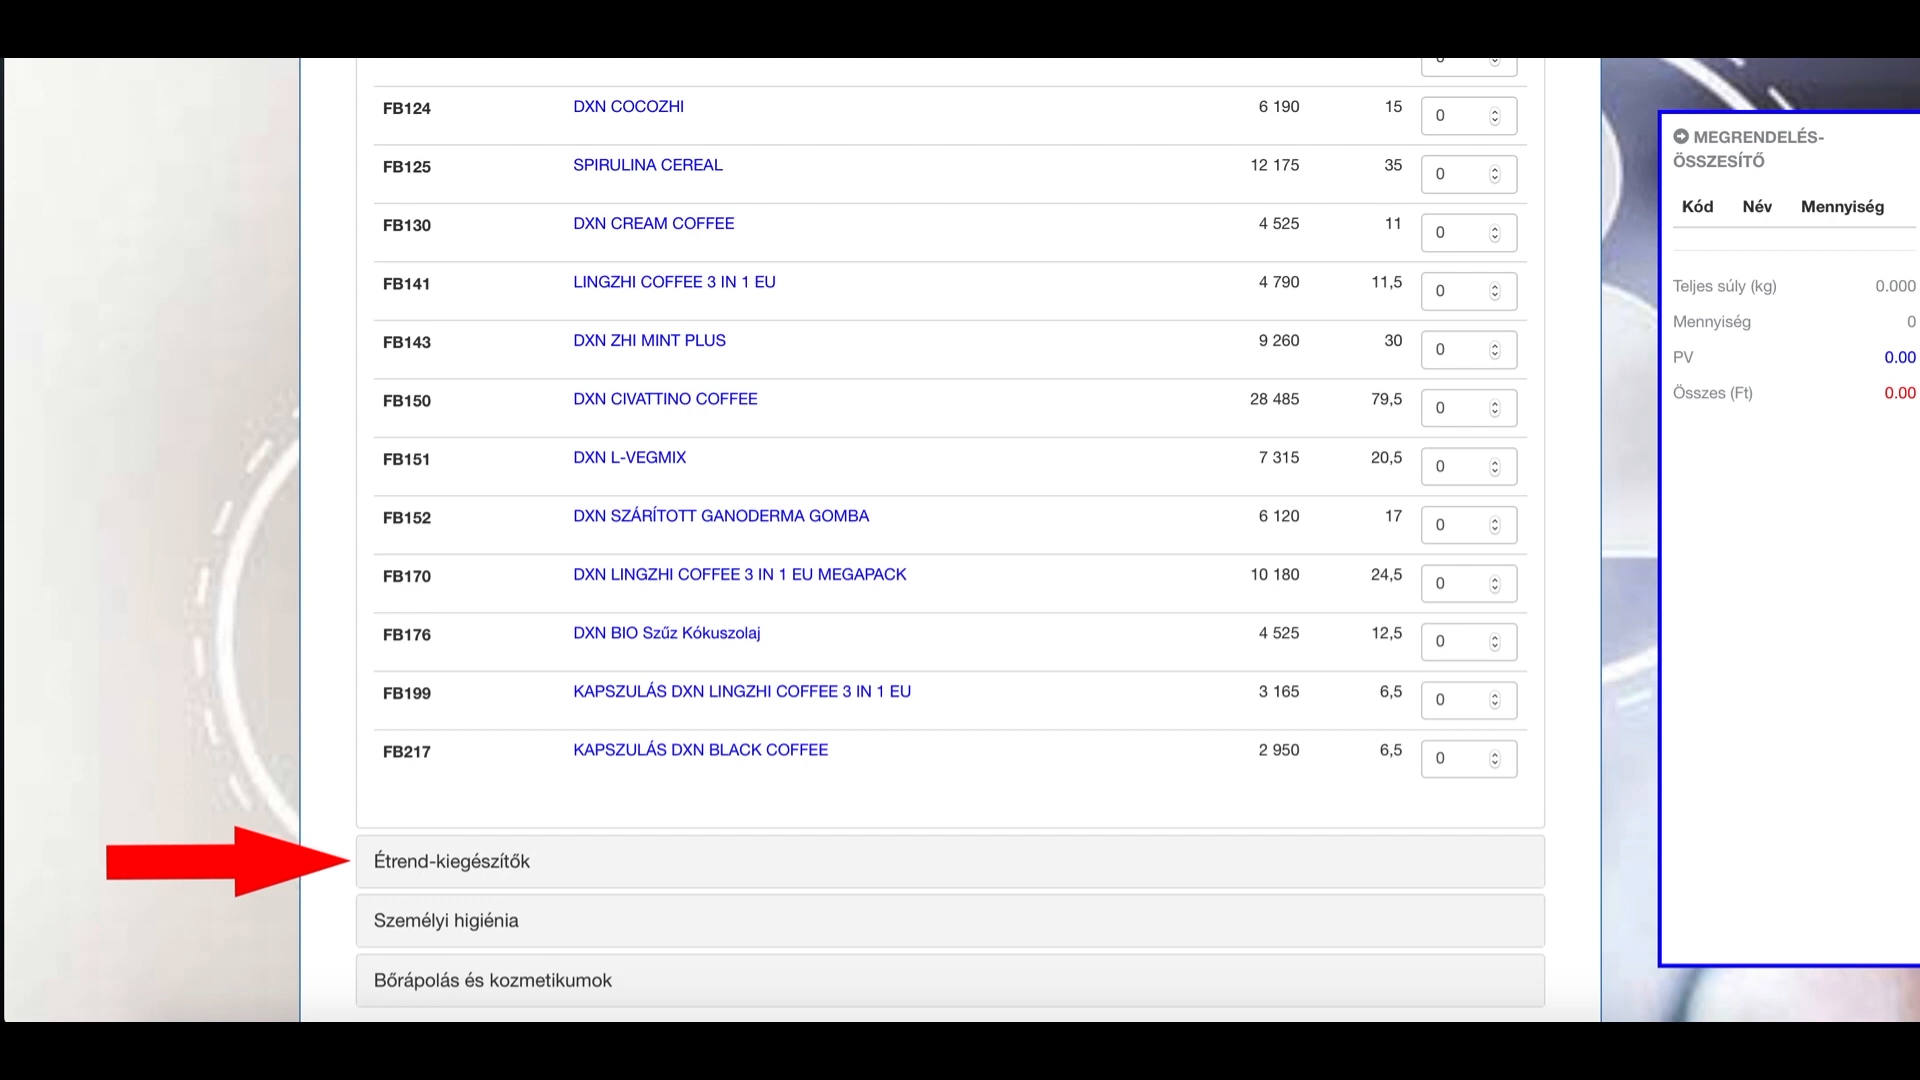 0
FB124 DXN COCOZHI 6 190 15 0
FB125 SPIRULINA CEREAL 12 175 35 0
FB130 DXN CREAM COFFEE 4 525 11 0
FB141 LINGZHI COFFEE 3 IN 1 EU 4 790 11,5 0
FB143 DXN ZHI MINT PLUS 9 260 30 0
FB150 DXN CIVATTINO COFFEE 28 485 79,5 0
FB151 DXN L-VEGMIX 7 315 20,5 0
FB152 DXN SZÁRÍTOTT GANODERMA GOMBA 6 120 17 0
FB170 DXN LINGZHI COFFEE 3 IN 1 EU MEGAPACK 10 180 24,5 0
FB176 DXN BIO Szűz Kókuszolaj 4 525 12,5 0
FB199 KAPSZULÁS DXN LINGZHI COFFEE 3 IN 1 EU 3 165 6,5 0
FB217 KAPSZULÁS DXN BLACK COFFEE 2 950 6,5 0
Étrend-kiegészítők
Személyi higiénia
Bőrápolás és kozmetikumok
MEGRENDELÉS-
ÖSSZESÍTŐ
Kód Név Mennyiség
Teljes súly (kg) 0.000
Mennyiség 0
PV 0.00
Összes (Ft) 0.00